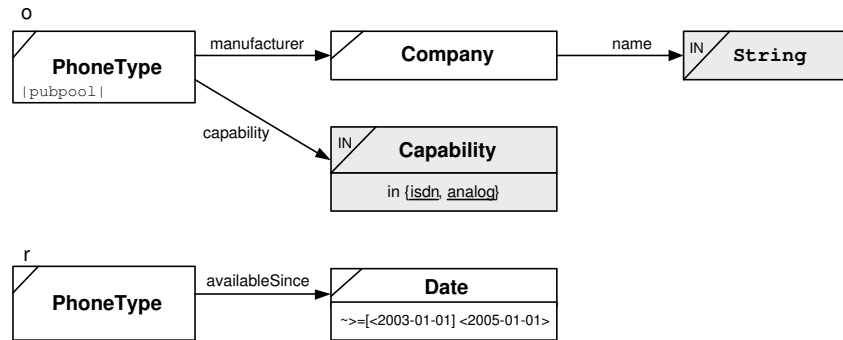 o
manufacturer
name
PhoneType
|pubpool|
Company
IN
String
capability
IN
Capability
in {isdn, analog}
r
availableSince
PhoneType
Date
~>=[<2003-01-01] <2005-01-01>